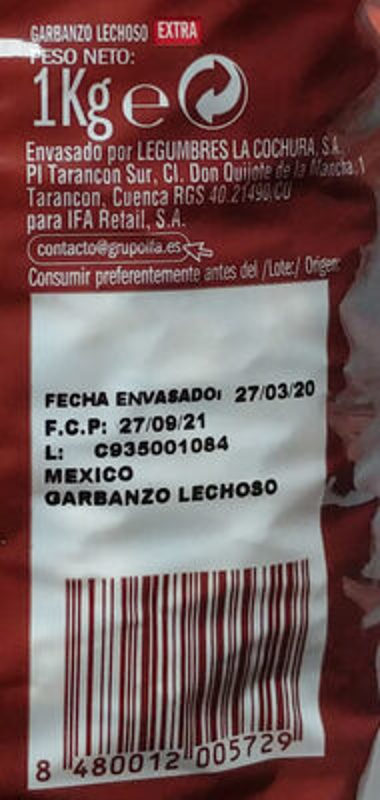 GARBANZO LECHOSO EXTRA
PESO NETO:
1Kg e
Envasado por LEGUMBRES LA COCHURA, S.A.
PI Tarancon Sur, Cl. Don Quijote de la Mancha,1
Tarancon, Cuenca RGS 40.21490,CU
para IFA Retail, S.A.
contacto@grupoifa.es
Consumir preferentemente antes del /Lote:/ Origen:
FECHA ENVASADO: 27/03/20
F.C.P: 27/09/21
L: C935001084
MEXICO
GARBANZO LECHOSO
8 480012 005729